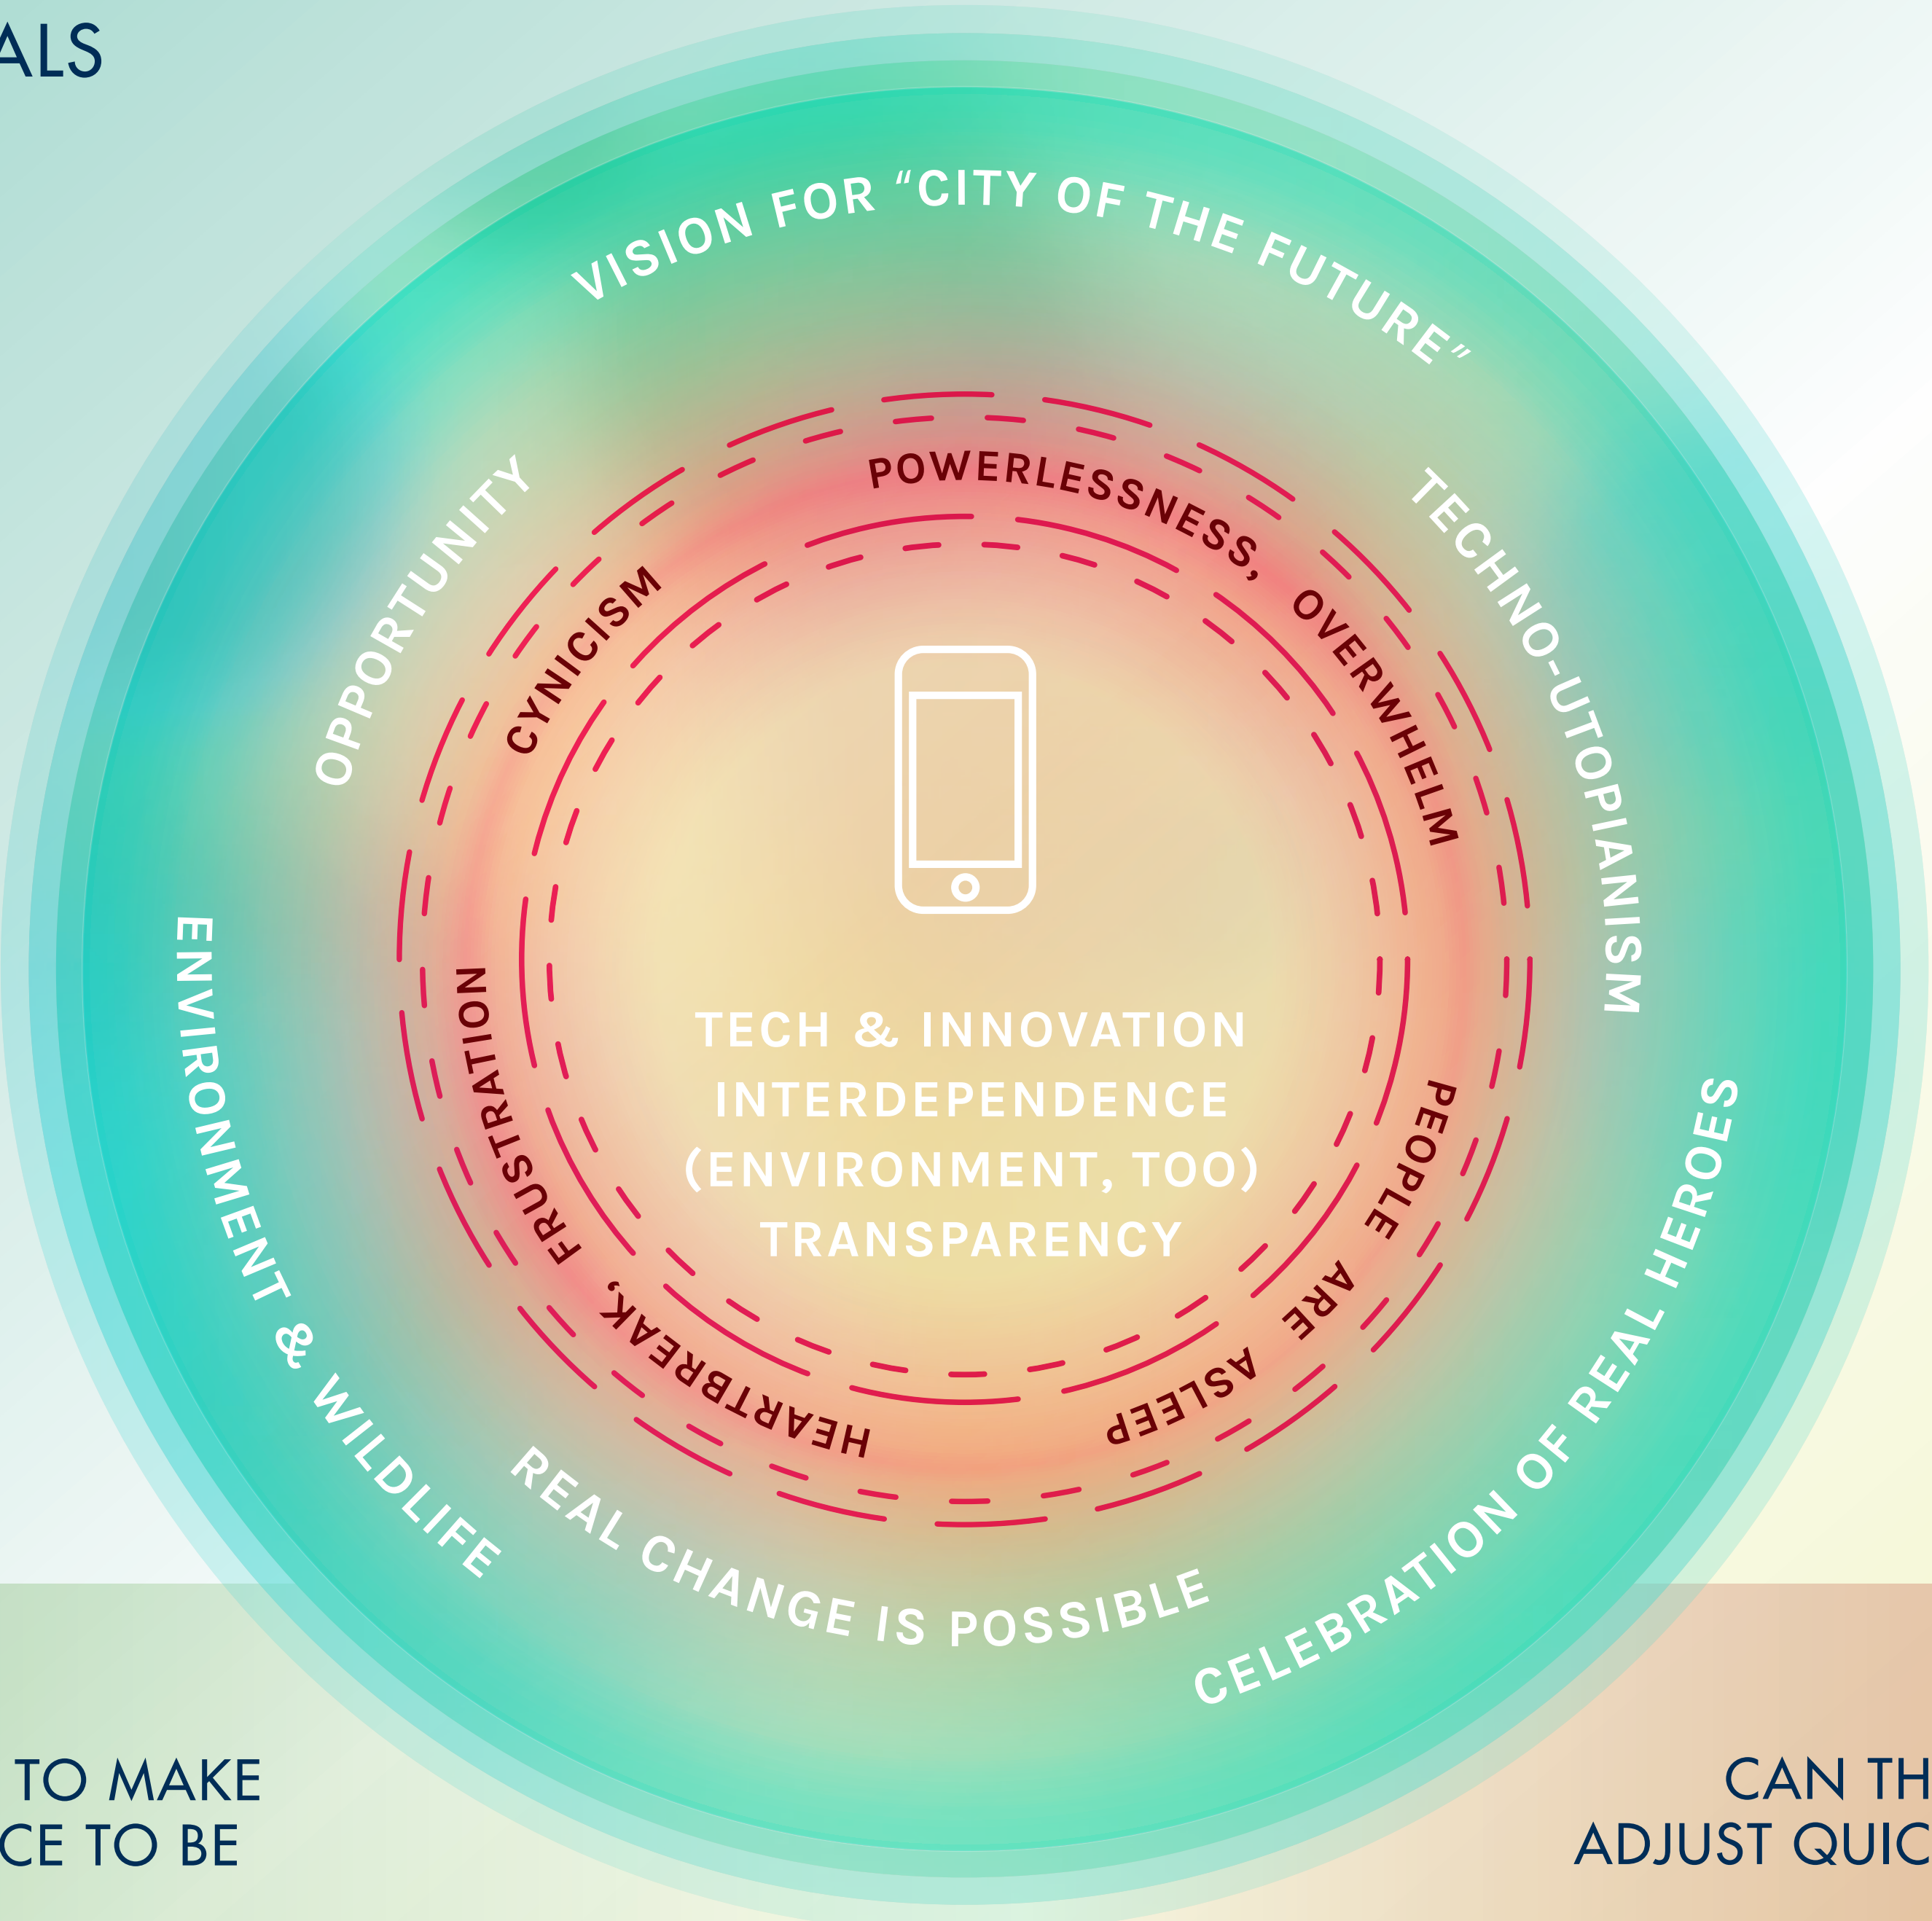 ALS
VISION FOR “CITY OF THE FUTURE”
TECHNO-UTOPIANISM
CELEBRATION OF REAL HEROES
REAL CHANGE IS POSSIBLE
ENVIRONMENT & WILDLIFE
OPPORTUNITY
POWERLESSNESS, OVERWHELM
PEOPLE ARE ASLEEP
HEARTBREAK, FRUSTRATION
CYNICISM
TECH & INNOVATION
INTERDEPENDENCE
(ENVIRONMENT, TOO)
TRANSPARENCY
TO MAKE
CE TO BE
CAN TH
ADJUST QUIC